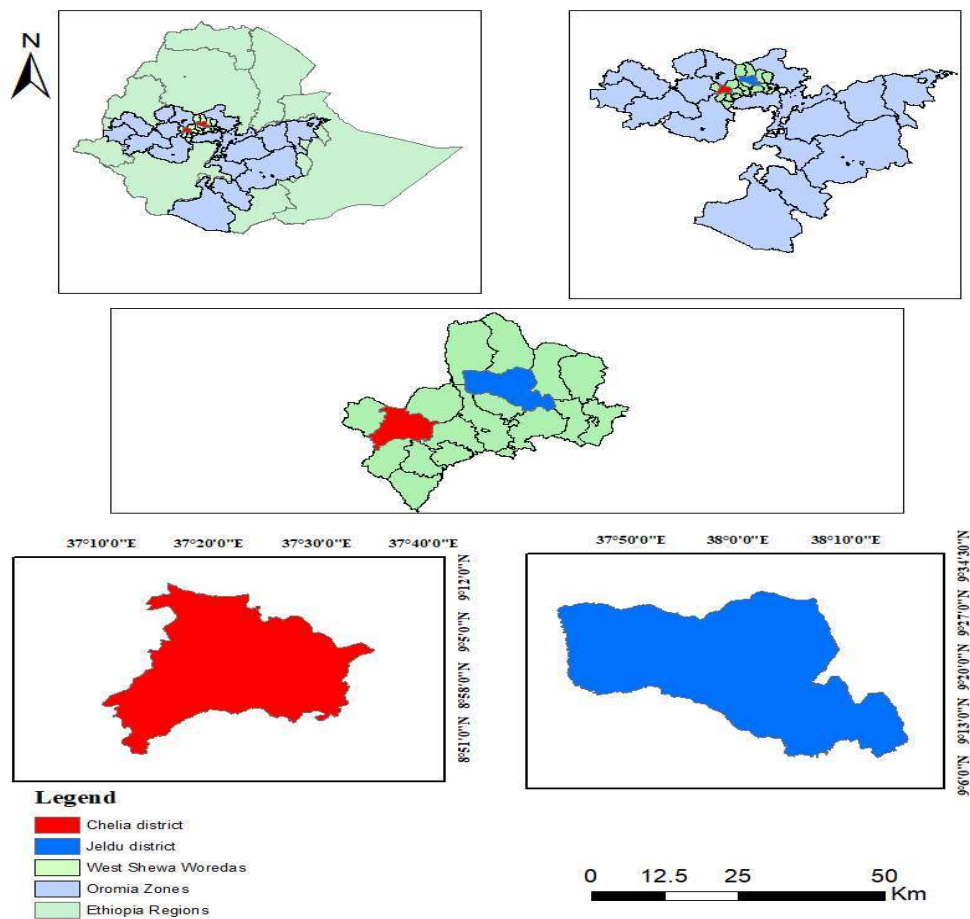 N
37°10'0"E 37°20'0"E 37°30'0"E 37°40'0"E
9°12'0"N
9°5'0"N
8°58'0"N
8°51'0"N
37°50'0"E 38°0'0"E 38°10'0"E
9°34'30"N
9°27'0"N
9°20'0"N
9°13'0"N
9°6'0"N
Legend
Chelia district
Jeldu district
West Shewa Woredas
Oromia Zones
Ethiopia Regions
0 12.5 25 50
Km